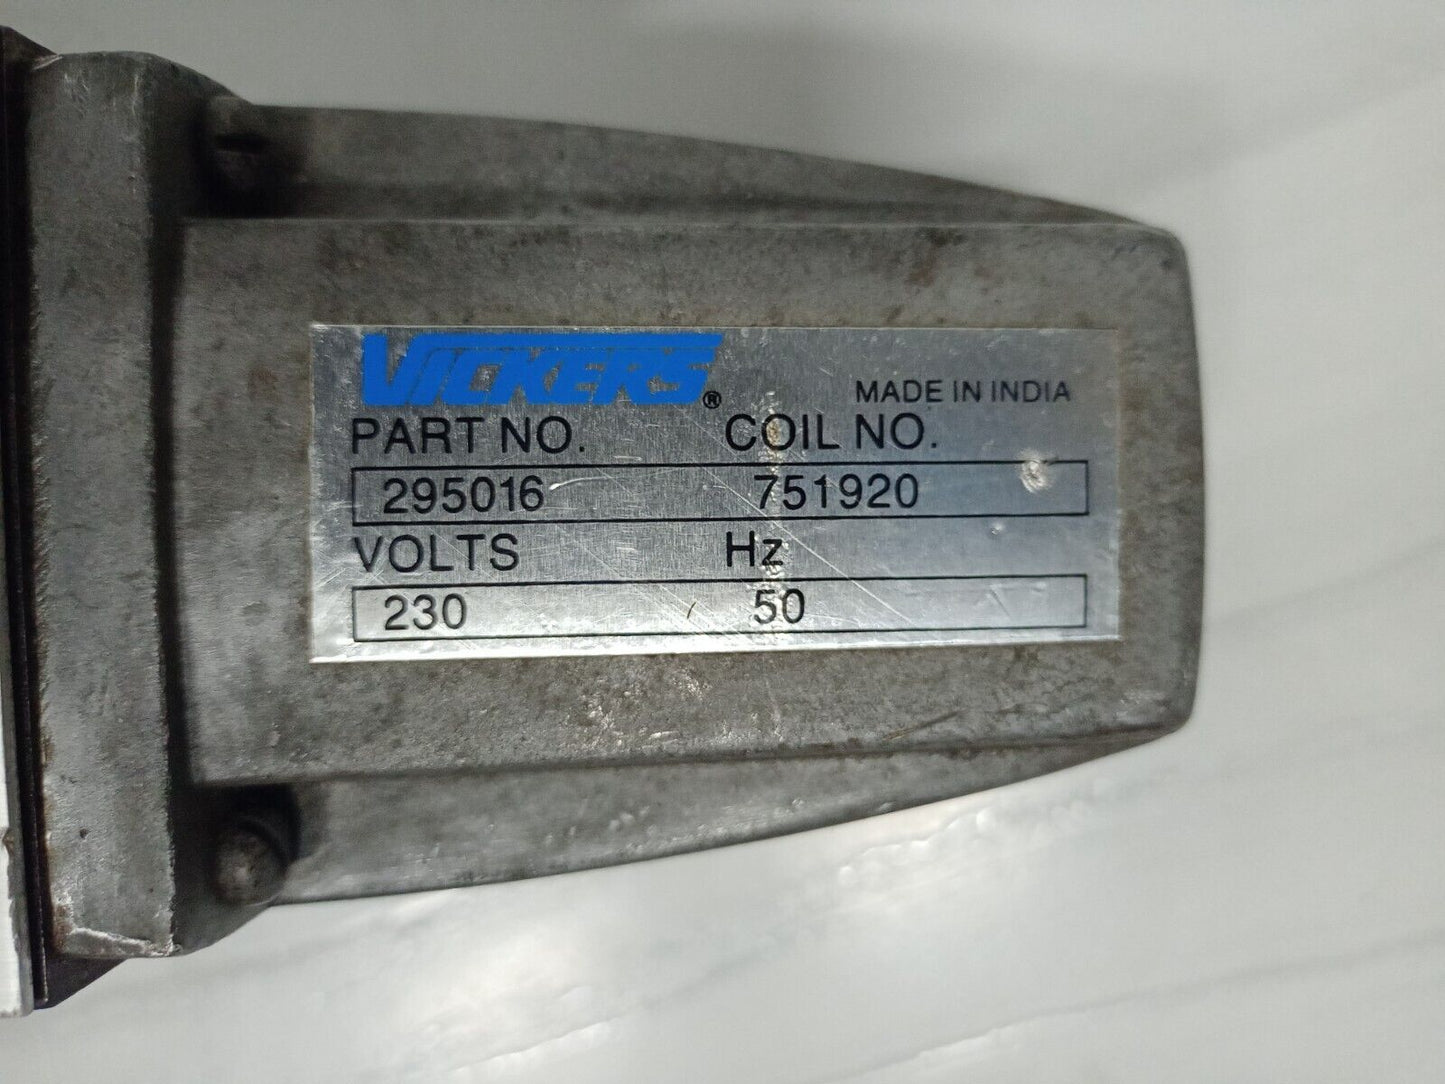 VICKERS® MADE IN INDIA
PART NO. COIL NO.
295016 751920
VOLTS Hz
230 50